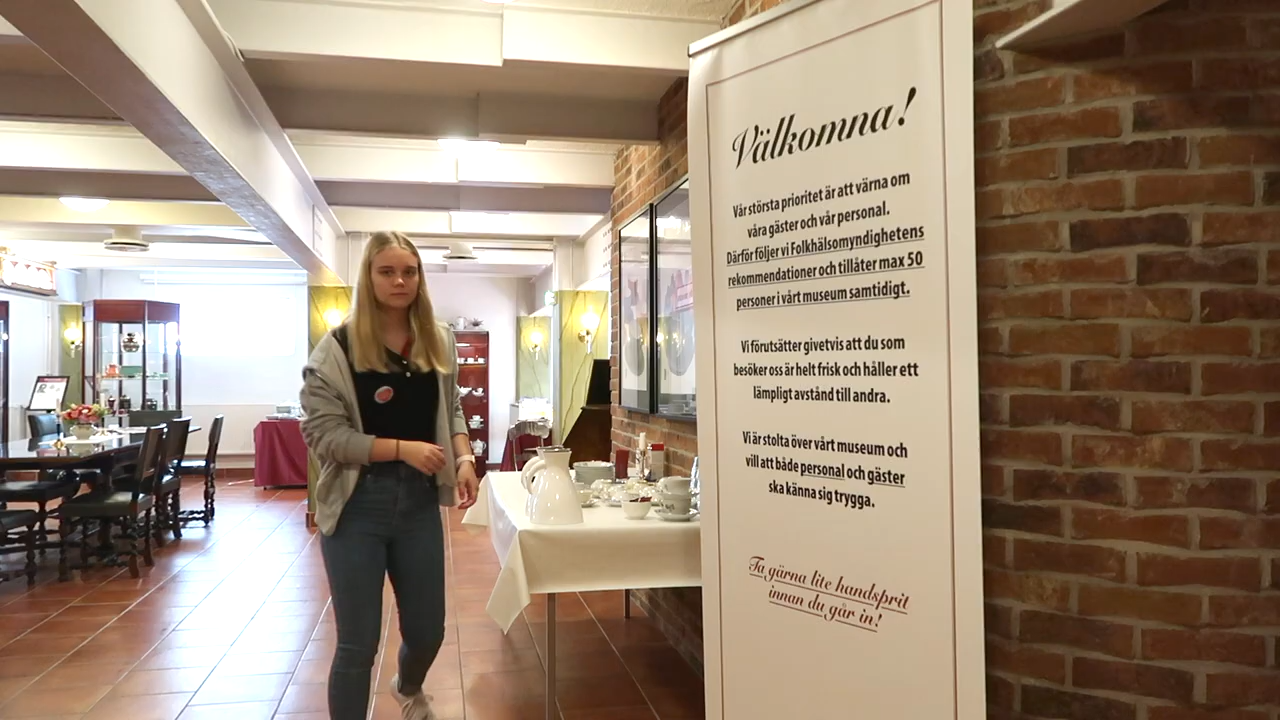 Välkomna!
Vår största prioritet är att värna om
våra gäster och vår personal.
Därför följer vi Folkhälsomyndighetens
rekommendationer och tillåter max 50
personer i vårt museum samtidigt.
Vi förutsätter givetvis att du som
besöker oss är helt frisk och håller ett
lämpligt avstånd till andra.
Vi är stolta över vårt museum och
vill att både personal och gäster
ska känna sig trygga.
Ta gärna lite handsprit
innan du går in!